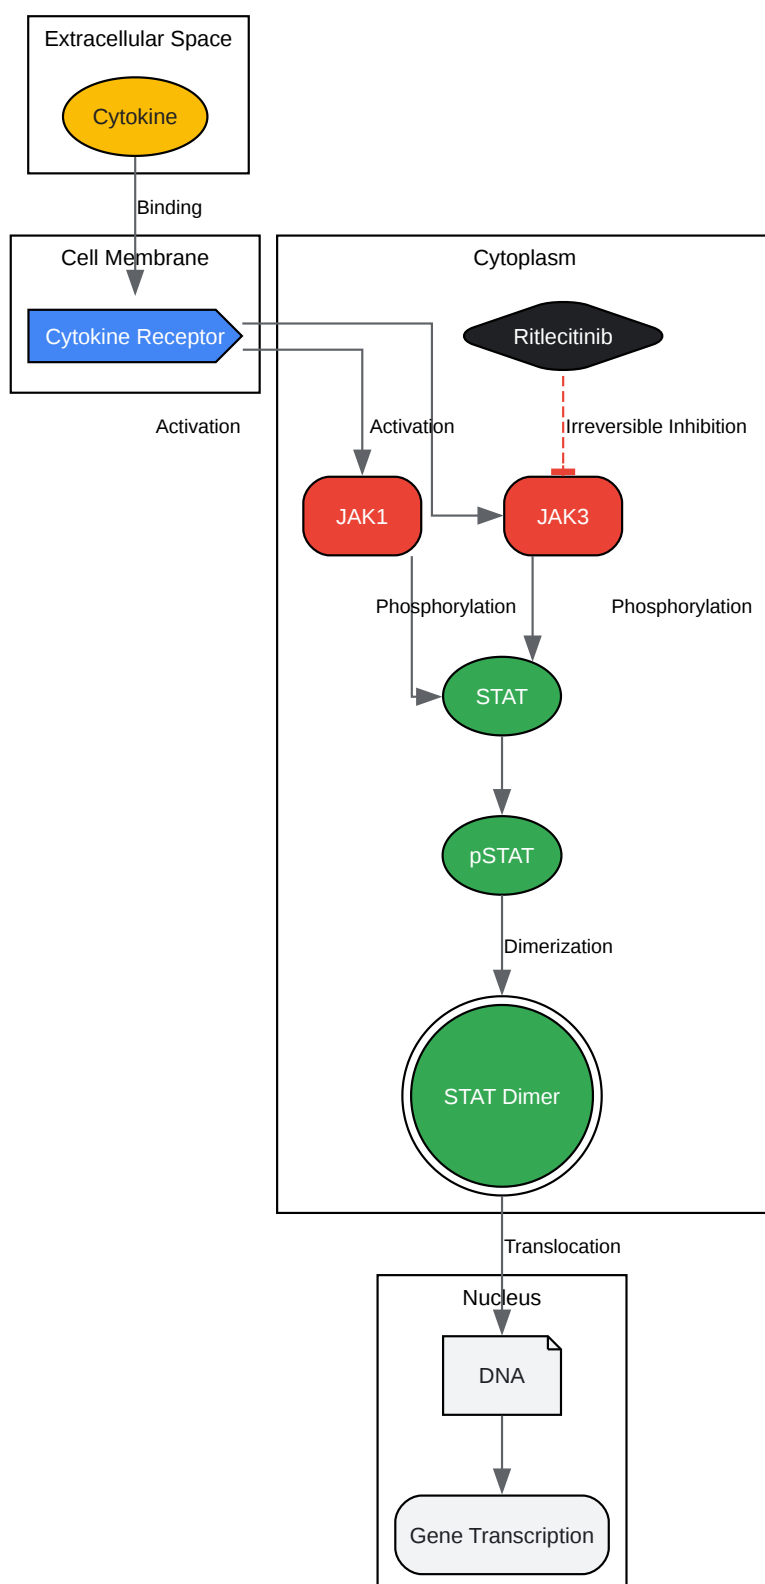 Extracellular Space
Cytokine
Binding
Cell Membrane
Cytoplasm
Cytokine Receptor
Ritlecitinib
Activation
Activation
Irreversible Inhibition
JAK1
JAK3
Phosphorylation
Phosphorylation
STAT
pSTAT
Dimerization
STAT Dimer
Translocation
Nucleus
DNA
Gene Transcription